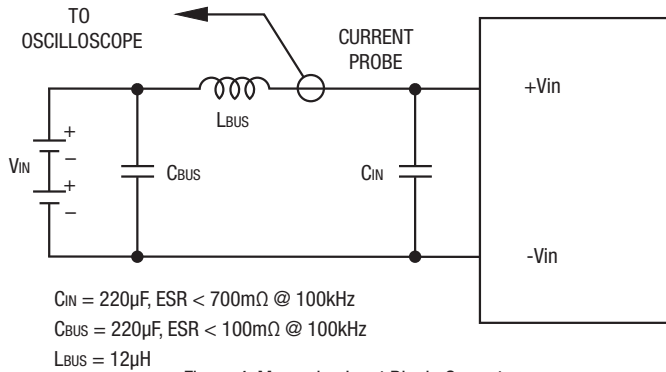 TO
OSCILLOSCOPE
CURRENT
PROBE
+Vin
LBUS
VIN
+
−
+
−
CBUS
CIN
-Vin
CIN = 220µF, ESR < 700mΩ @ 100kHz
CBUS = 220µF, ESR < 100mΩ @ 100kHz
LBUS = 12µH